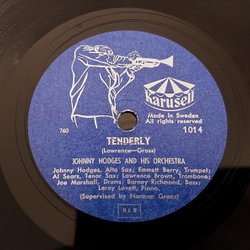 Karusell
Made in Sweden
All rights reserved
760
1014
TENDERLY
(Lawrence—Gross)
JOHNNY HODGES AND HIS ORCHESTRA
Johnny Hodges, Alto Sax; Emmett Berry, Trumpet;
Al Sears, Tenor Sax; Lawrence Brown, Trombone;
Joe Marshall, Drums; Barney Richmond, Bass;
Leroy Lovett, Piano.
(Supervised by Norman Granz)
NCB